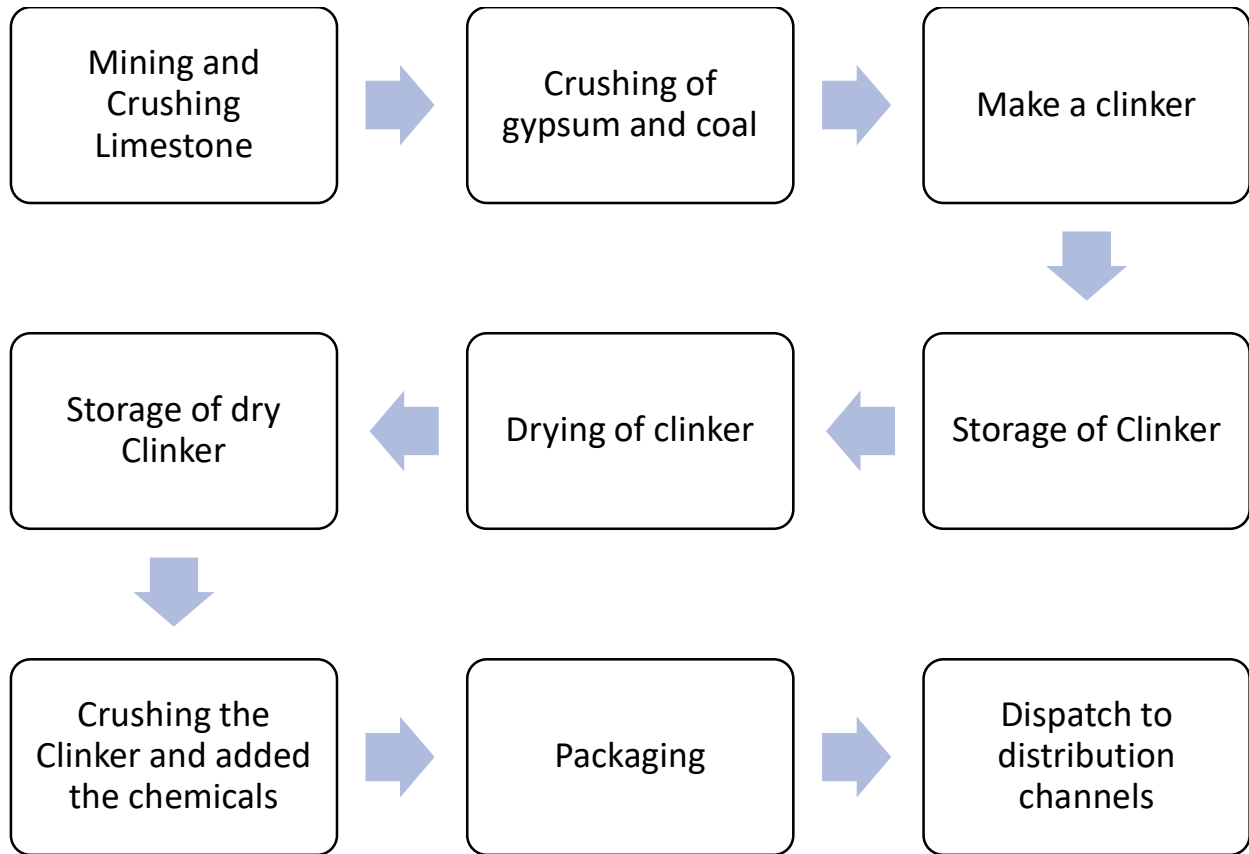 Mining and
Crushing
Limestone
Crushing of
gypsum and coal
Make a clinker
Storage of Clinker
Drying of clinker
Storage of dry
Clinker
Crushing the
Clinker and added
the chemicals
Packaging
Dispatch to
distribution
channels